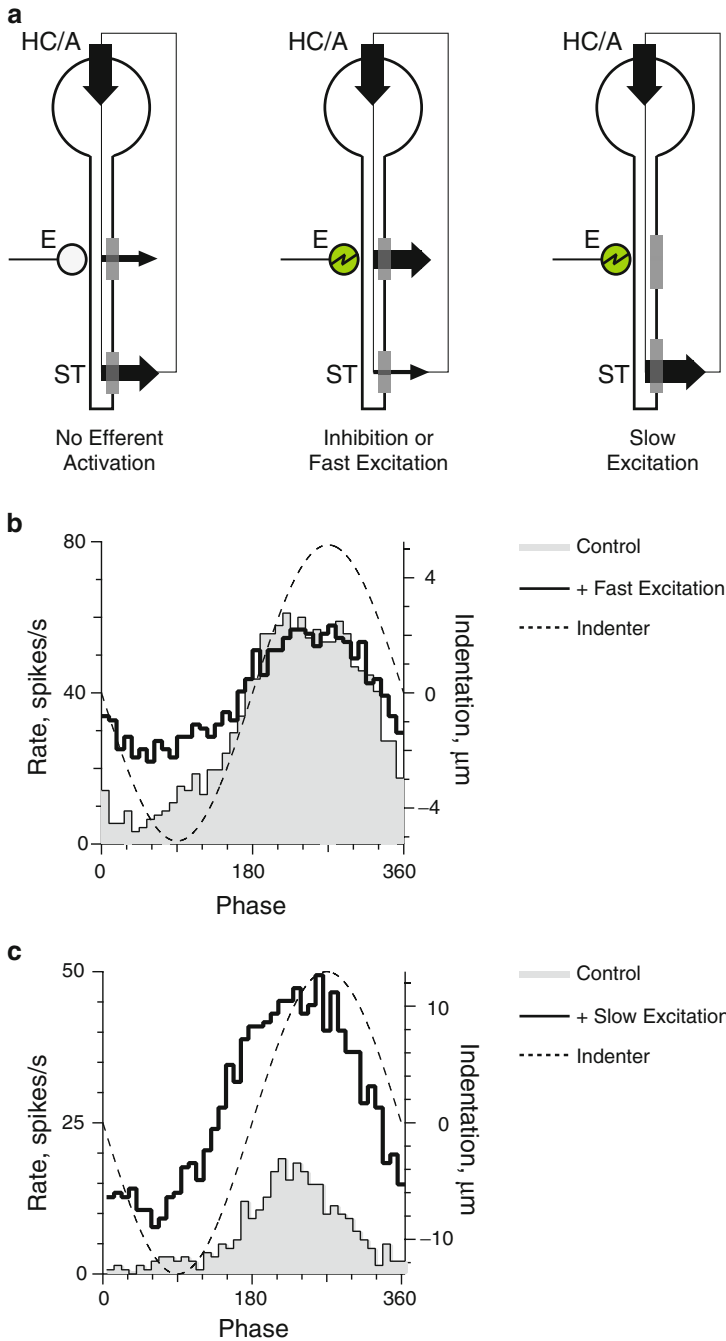 a
HC/A HC/A HC/A
E E E
ST ST ST
No Efferent Activation
Inhibition or Fast Excitation
Slow Excitation
b
80
40
0
Rate, spikes/s
4
0
−4
Indentation, μm
0 180 360
Phase
Control
+ Fast Excitation
Indenter
c
50
25
0
Rate, spikes/s
10
0
−10
Indentation, μm
0 180 360
Phase
Control
+ Slow Excitation
Indenter